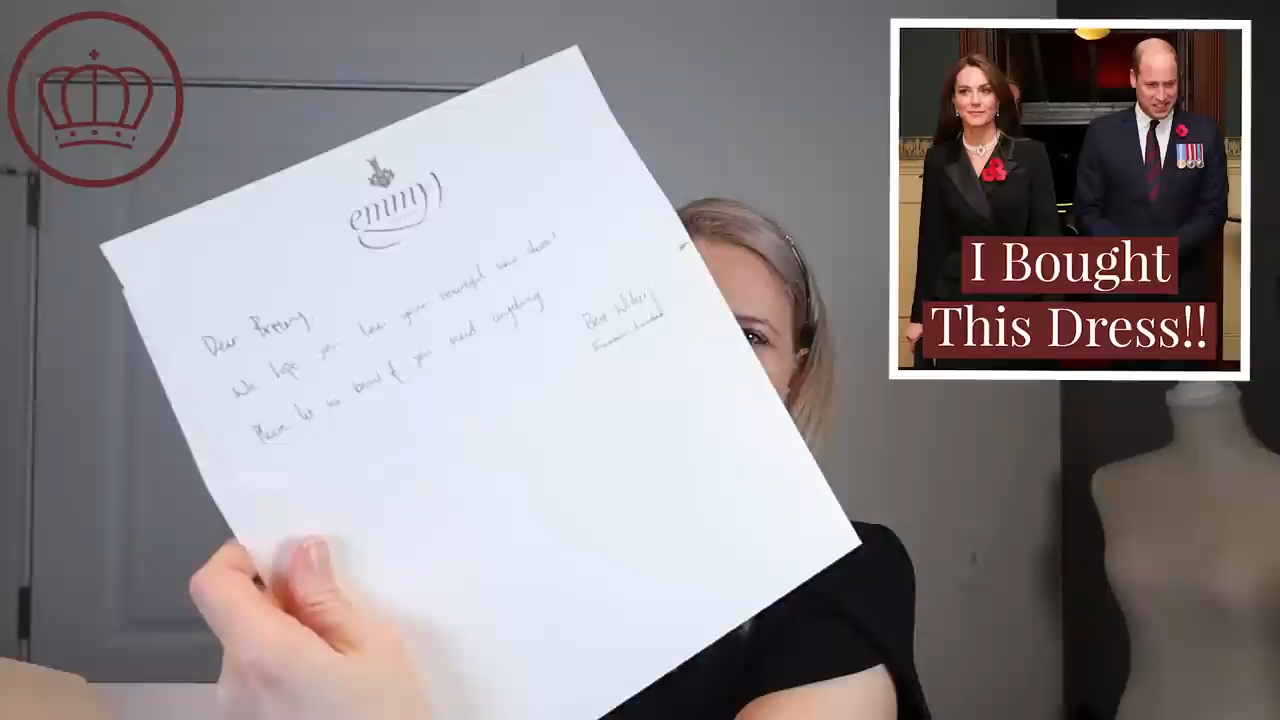 emmy
Dear Brittany,
We hope you love your beautiful new dress!
Please let us know if you need anything
Best Wishes
I Bought
This Dress!!